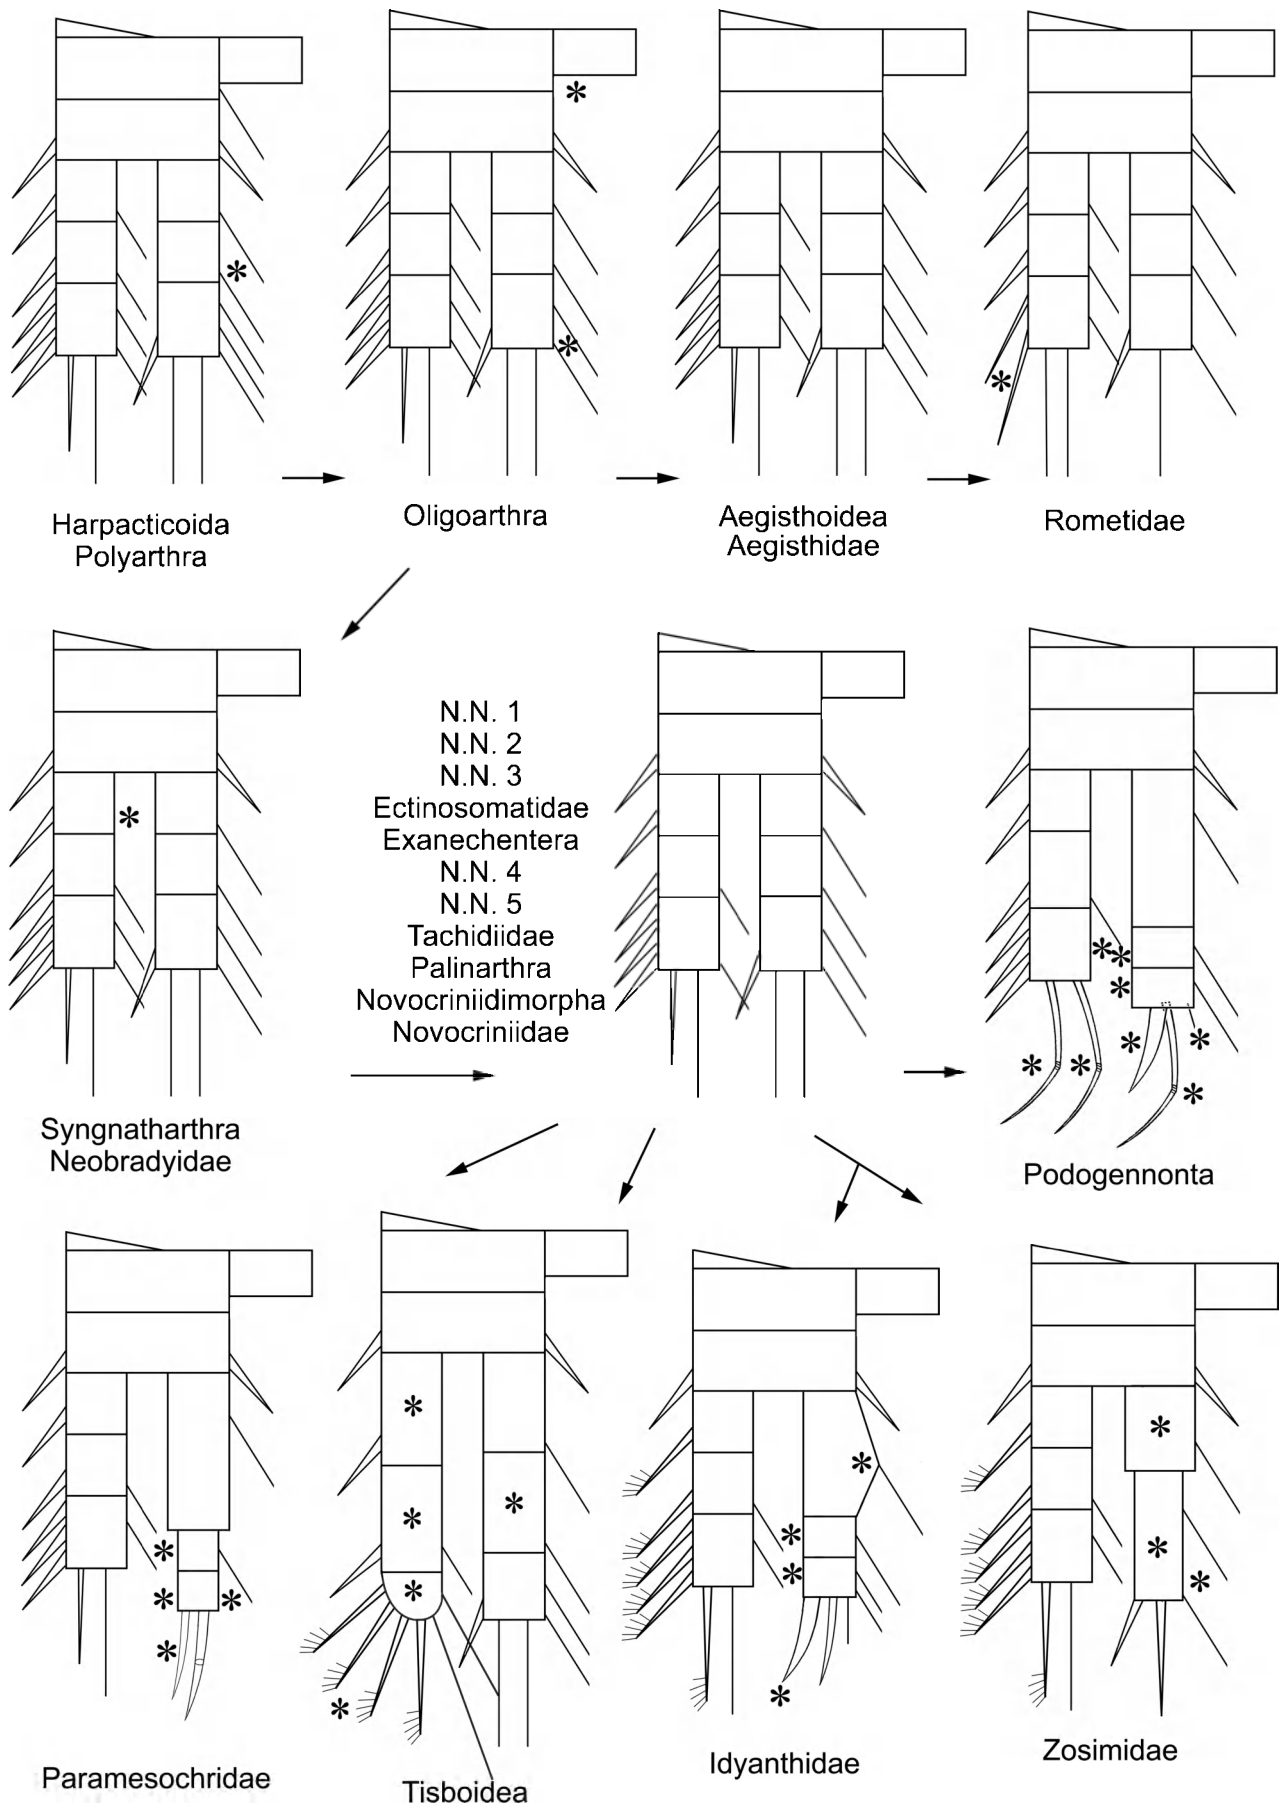 Harpacticoida
Polyarthra
Oligoarthra
Aegisthoidea
Aegisthidae
Rometidae
N.N. 1
N.N. 2
N.N. 3
Ectinosomatidae
Exanechentera
N.N. 4
N.N. 5
Tachidiidae
Palinarthra
Novocriniidimorpha
Novocriniidae
Syngnatharthra
Neobradyidae
Podogennonta
Paramesochridae
Tisboidea
Idyanthidae
Zosimidae